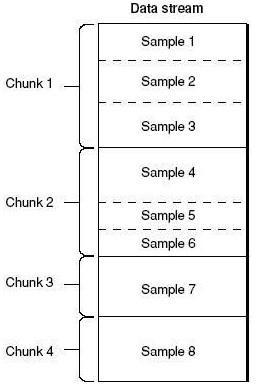 Data stream
Chunk 1
Sample 1
Sample 2
Sample 3
Chunk 2
Sample 4
Sample 5
Sample 6
Chunk 3
Sample 7
Chunk 4
Sample 8